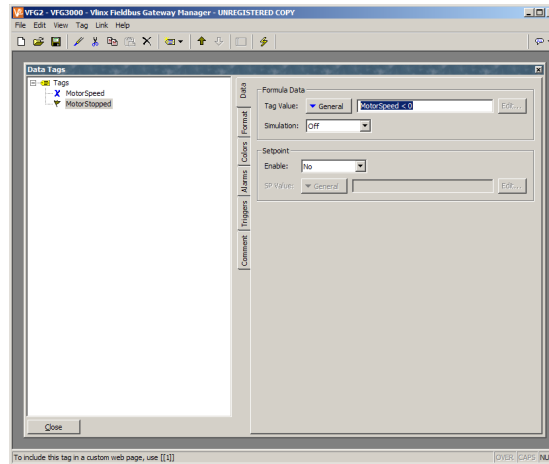 VFG2 - VFG3000 - Vlinx Fieldbus Gateway Manager - UNREGISTERED COPY
File Edit View Tag Link Help
Data Tags
Tags
MotorSpeed
MotorStopped
Data
Format
Colors
Alarms
Triggers
Comment
Formula Data
Tag Value: General MotorSpeed < 0 Edit...
Simulation: Off
Setpoint
Enable: No
SP Value: General Edit...
Close
To include this tag in a custom web page, use [[1]] OVER CAPS NU